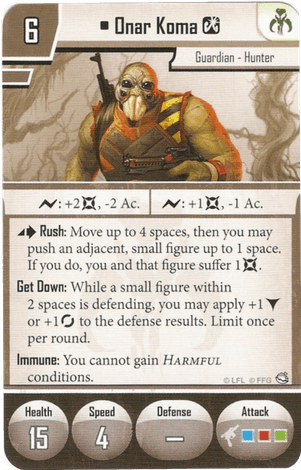 6
Onar Koma
Guardian - Hunter
: +2, -2 Ac.
: +1, -1 Ac.
Rush: Move up to 4 spaces, then you may
push an adjacent, small figure up to 1 space.
If you do, you and that figure suffer 1.
Get Down: While a small figure within
2 spaces is defending, you may apply +1
or +1 to the defense results. Limit once
per round.
Immune: You cannot gain HARMFUL
conditions.
© LFL © FFG
Health Speed Defense Attack
15 4 —